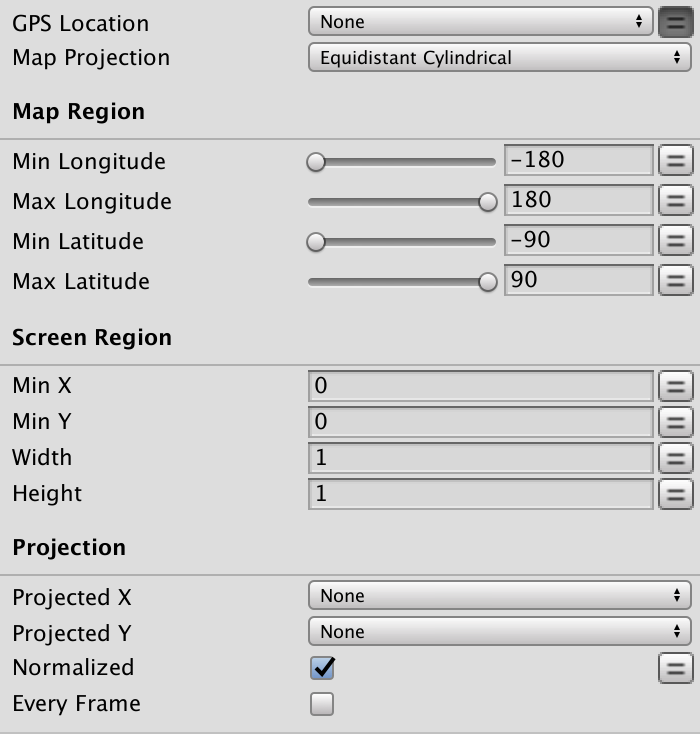 GPS Location None
Map Projection Equidistant Cylindrical
Map Region
Min Longitude -180
Max Longitude 180
Min Latitude -90
Max Latitude 90
Screen Region
Min X 0
Min Y 0
Width 1
Height 1
Projection
Projected X None
Projected Y None
Normalized
Every Frame